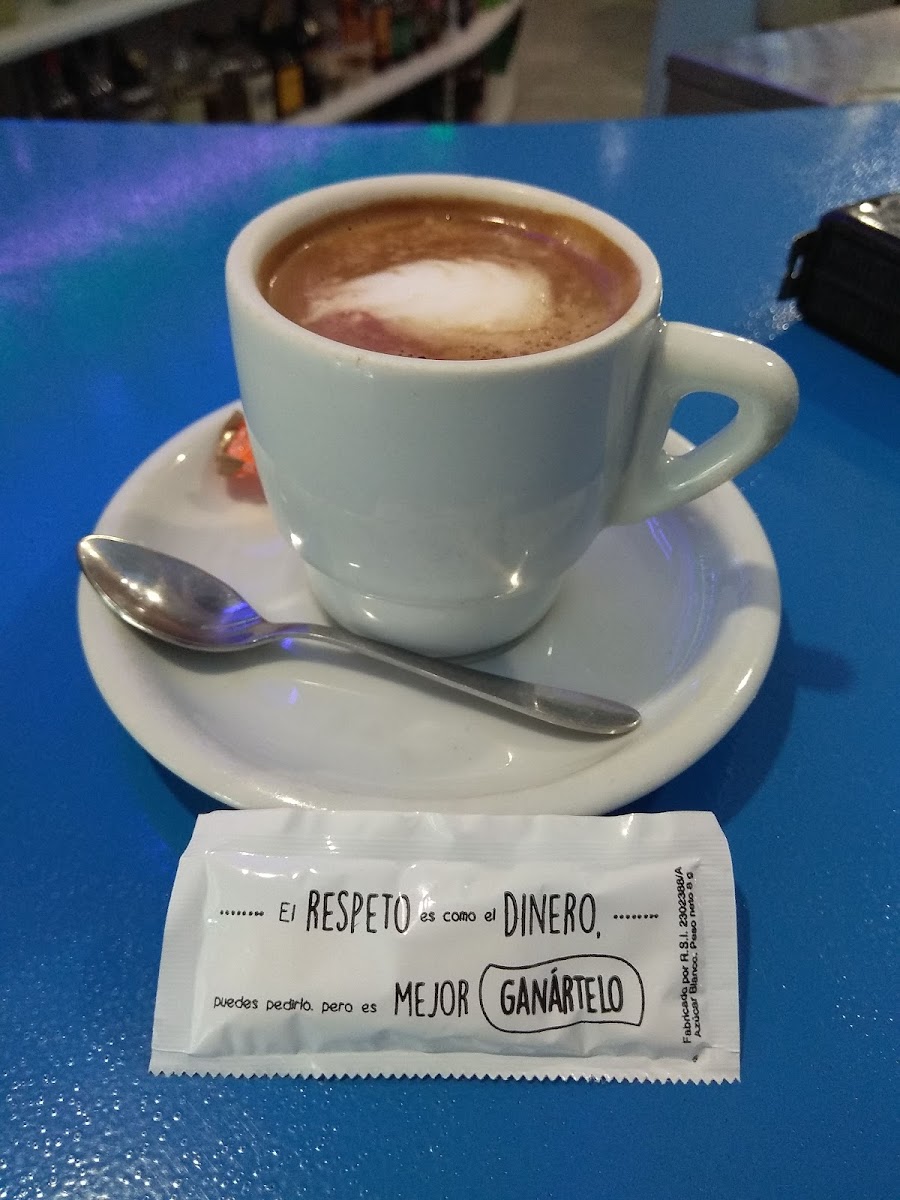 El RESPETO es como el DINERO,
puedes pedirlo, pero es MEJOR GANÁRTELO
Fabricada por R.S.I. 2302388/A
Azúcar Blanco. Peso neto 8 g